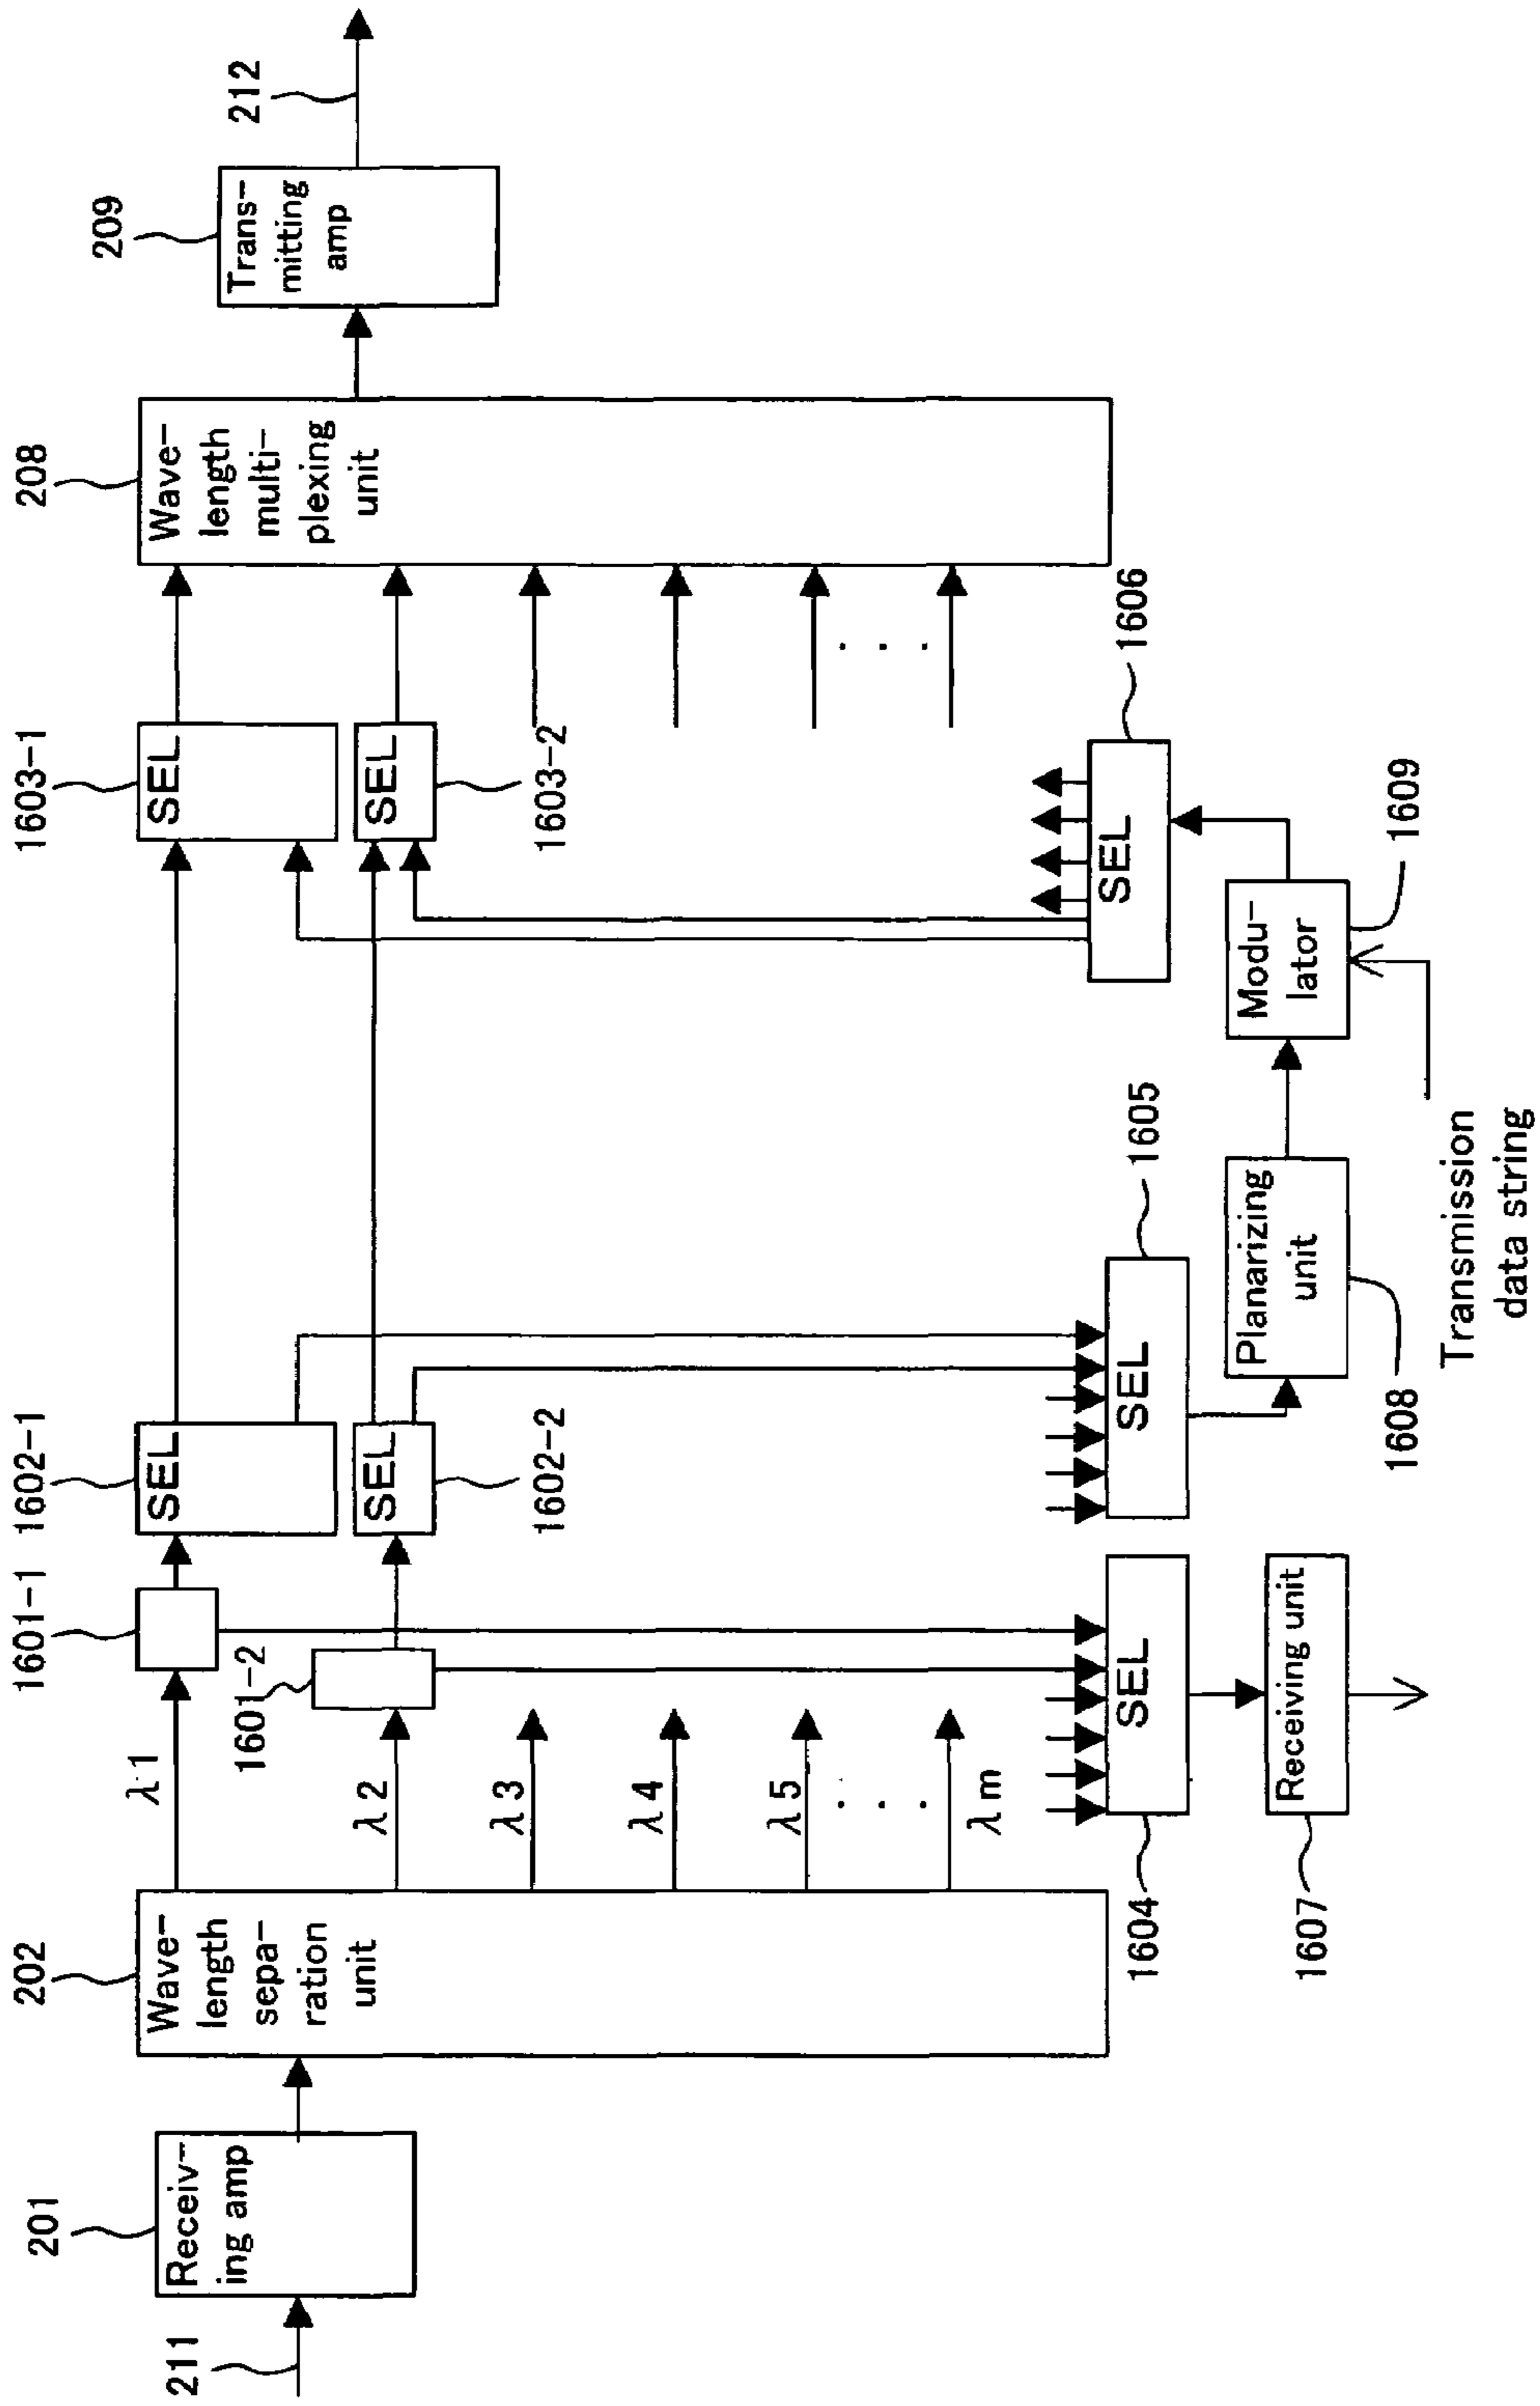 211
201
Receiv-
ing amp
202
Wave-
length
sepa-
ration
unit
λ1
λ2
λ3
λ4
λ5
. . .
λm
1601-1
1601-2
1602-1
SEL
SEL
1602-2
1603-1
SEL
SEL
1603-2
. . .
208
Wave-
length
multi-
plexing
unit
209
Trans-
mitting
amp
212
1604
SEL
1607
Receiving unit
SEL
1605
1608
Planarizing
unit
Modu-
lator
1609
SEL
1606
Transmission
data string